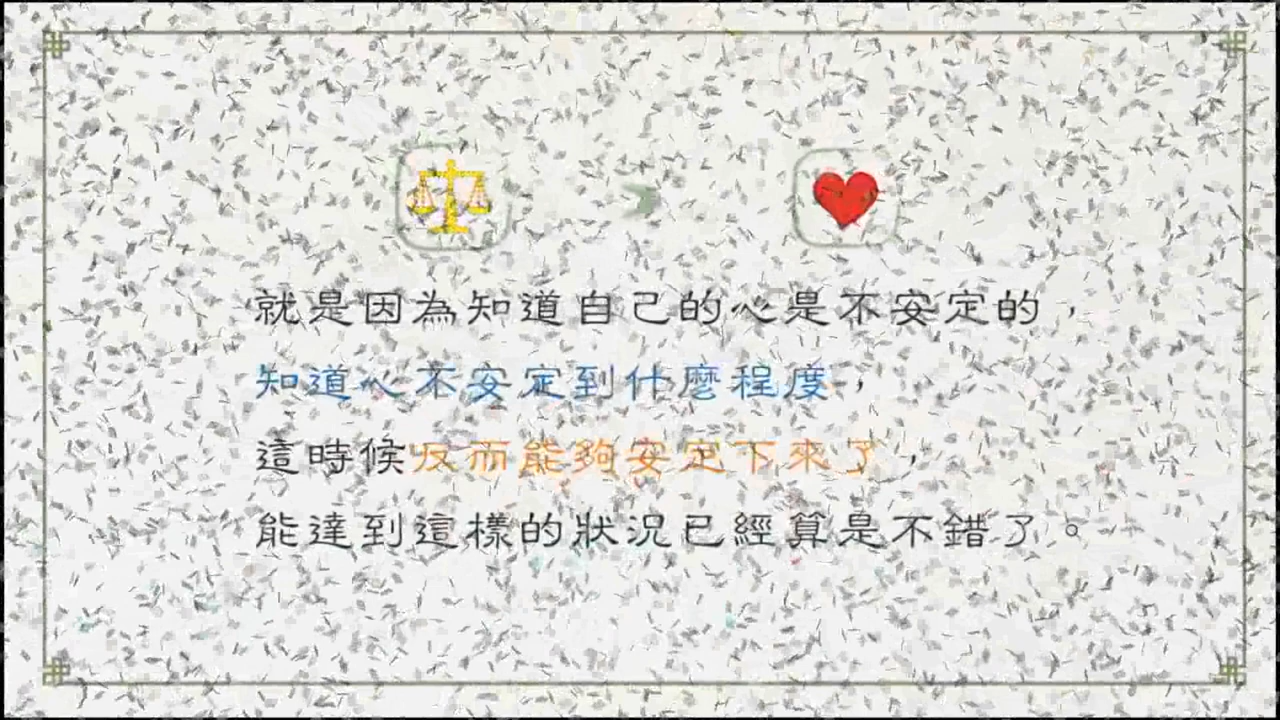 就是因為知道自己的心是不安定的，
知道心不安定到什麼程度，
這時候反而能夠安定下來了，
能達到這樣的狀況已經算是不錯了。